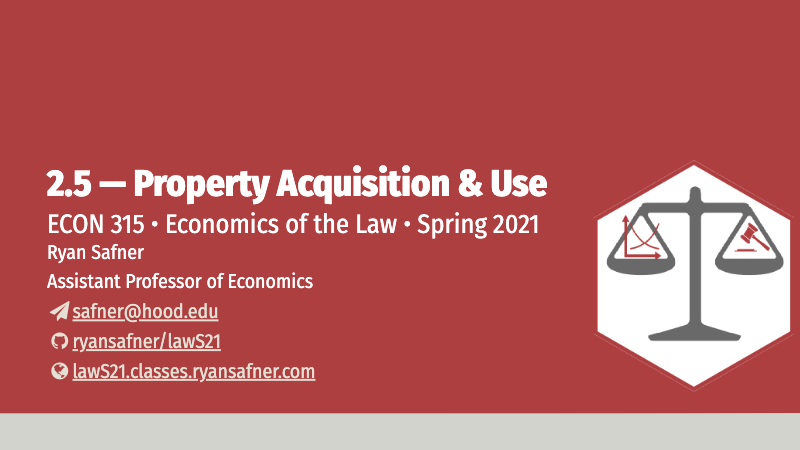 2.5 — Property Acquisition & Use
ECON 315 • Economics of the Law • Spring 2021
Ryan Safner
Assistant Professor of Economics
safner@hood.edu
ryansafner/lawS21
lawS21.classes.ryansafner.com